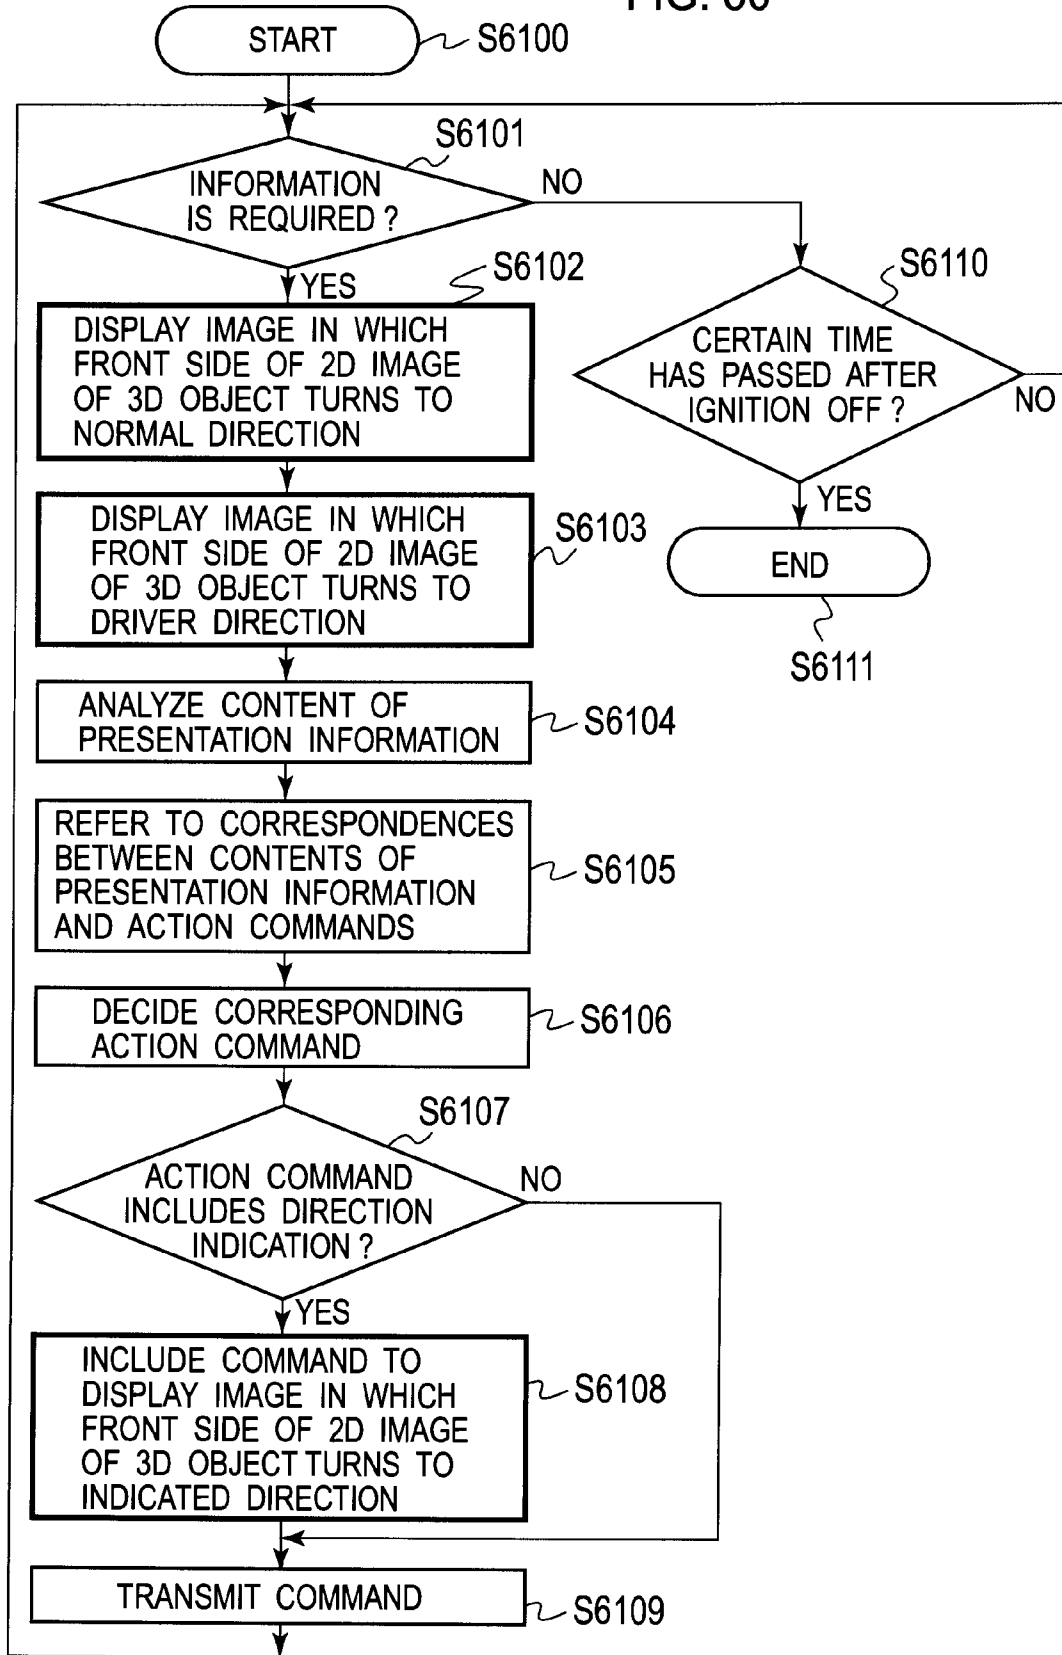 FIG.
START
S6100
S6101
INFORMATION
IS REQUIRED ?
NO
YES
S6102
DISPLAY IMAGE IN WHICH
FRONT SIDE OF 2D IMAGE
OF 3D OBJECT TURNS TO
NORMAL DIRECTION
S6110
CERTAIN TIME
HAS PASSED AFTER
IGNITION OFF ?
NO
YES
END
S6111
DISPLAY IMAGE IN WHICH
FRONT SIDE OF 2D IMAGE
OF 3D OBJECT TURNS TO
DRIVER DIRECTION
S6103
ANALYZE CONTENT OF
PRESENTATION INFORMATION
S6104
REFER TO CORRESPONDENCES
BETWEEN CONTENTS OF
PRESENTATION INFORMATION
AND ACTION COMMANDS
S6105
DECIDE CORRESPONDING
ACTION COMMAND
S6106
S6107
ACTION COMMAND
INCLUDES DIRECTION
INDICATION ?
NO
YES
INCLUDE COMMAND TO
DISPLAY IMAGE IN WHICH
FRONT SIDE OF 2D IMAGE
OF 3D OBJECT TURNS TO
INDICATED DIRECTION
S6108
TRANSMIT COMMAND
S6109